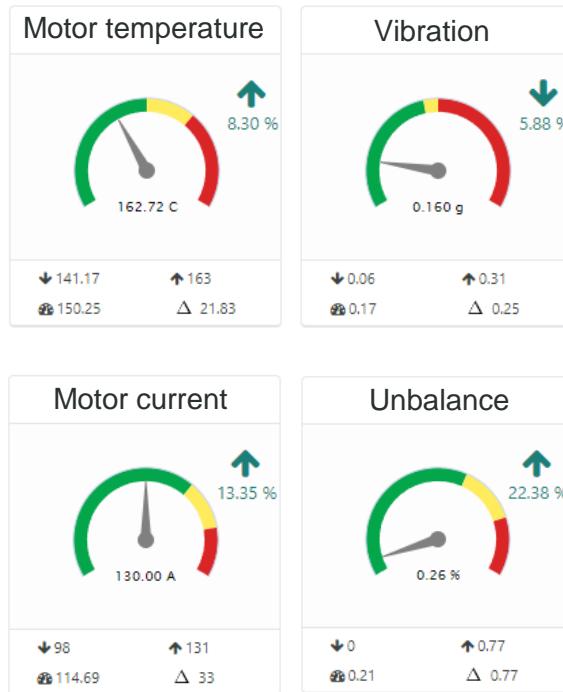 Motor temperature
8.30 %
162.72 C
141.17 163
150.25 Δ 21.83
Vibration
5.88 %
0.160 g
0.06 0.31
0.17 Δ 0.25
Motor current
13.35 %
130.00 A
98 131
114.69 Δ 33
Unbalance
22.38 %
0.26 %
0 0.77
0.21 Δ 0.77